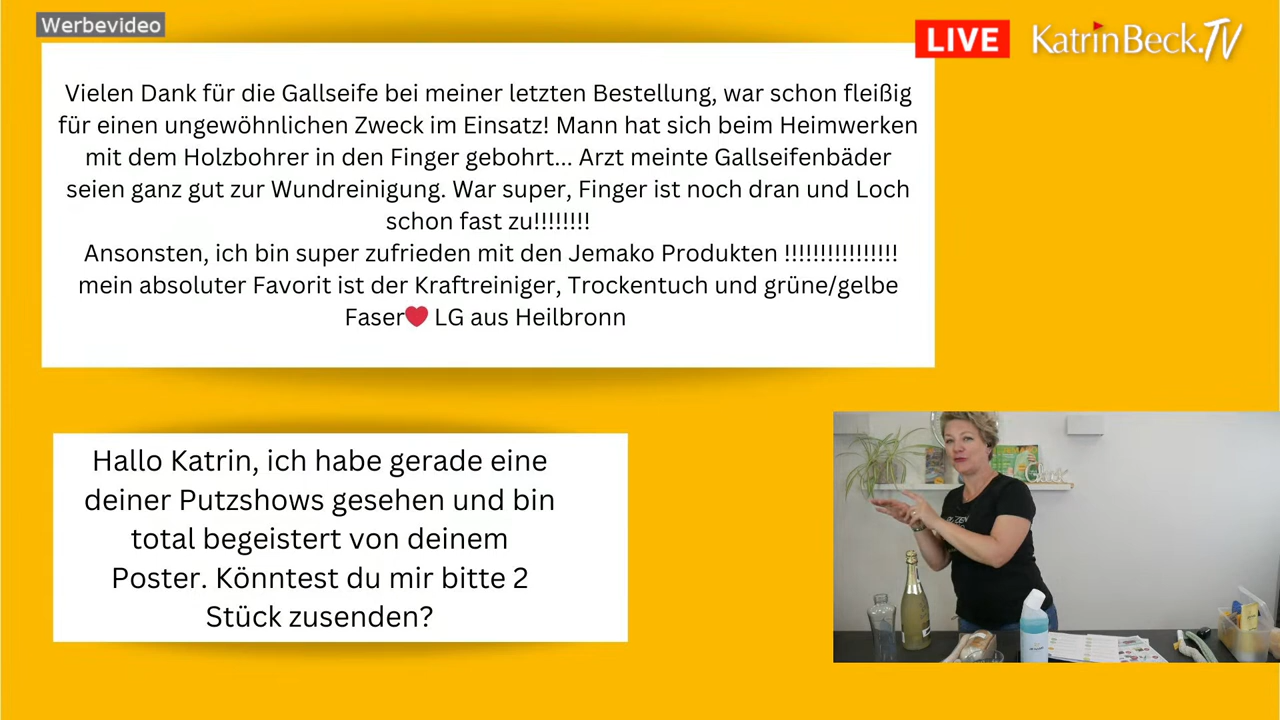 Werbevideo
LIVE KatrinBeck.TV
Vielen Dank für die Gallseife bei meiner letzten Bestellung, war schon fleißig
für einen ungewöhnlichen Zweck im Einsatz! Mann hat sich beim Heimwerken
mit dem Holzbohrer in den Finger gebohrt... Arzt meinte Gallseifenbäder
seien ganz gut zur Wundreinigung. War super, Finger ist noch dran und Loch
schon fast zu!!!!!!!!
Ansonsten, ich bin super zufrieden mit den Jemako Produkten !!!!!!!!!!!!!!!!
mein absoluter Favorit ist der Kraftreiniger, Trockentuch und grüne/gelbe
Faser❤️ LG aus Heilbronn
Hallo Katrin, ich habe gerade eine
deiner Putzshows gesehen und bin
total begeistert von deinem
Poster. Könntest du mir bitte 2
Stück zusenden?